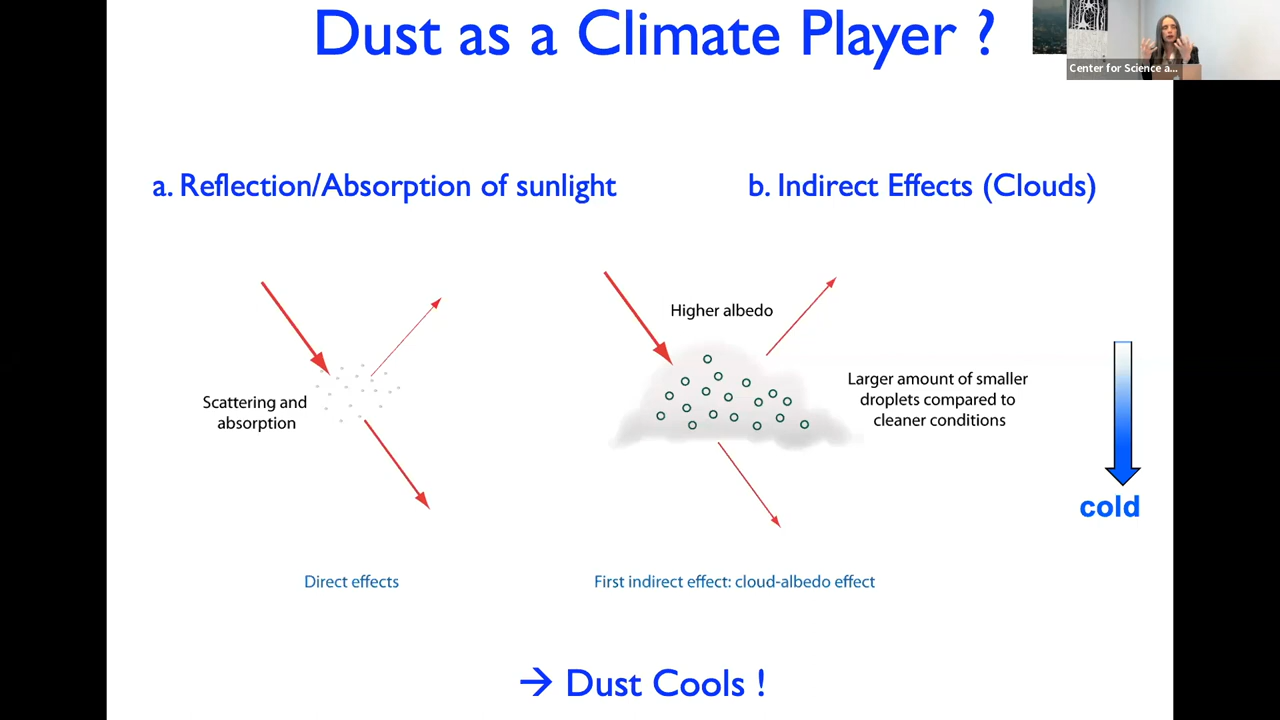 Dust as a Climate Player ?
Center for Science a...
a. Reflection/Absorption of sunlight
b. Indirect Effects (Clouds)
Scattering and
absorption
Higher albedo
Larger amount of smaller
droplets compared to
cleaner conditions
cold
Direct effects
First indirect effect: cloud-albedo effect
→ Dust Cools !